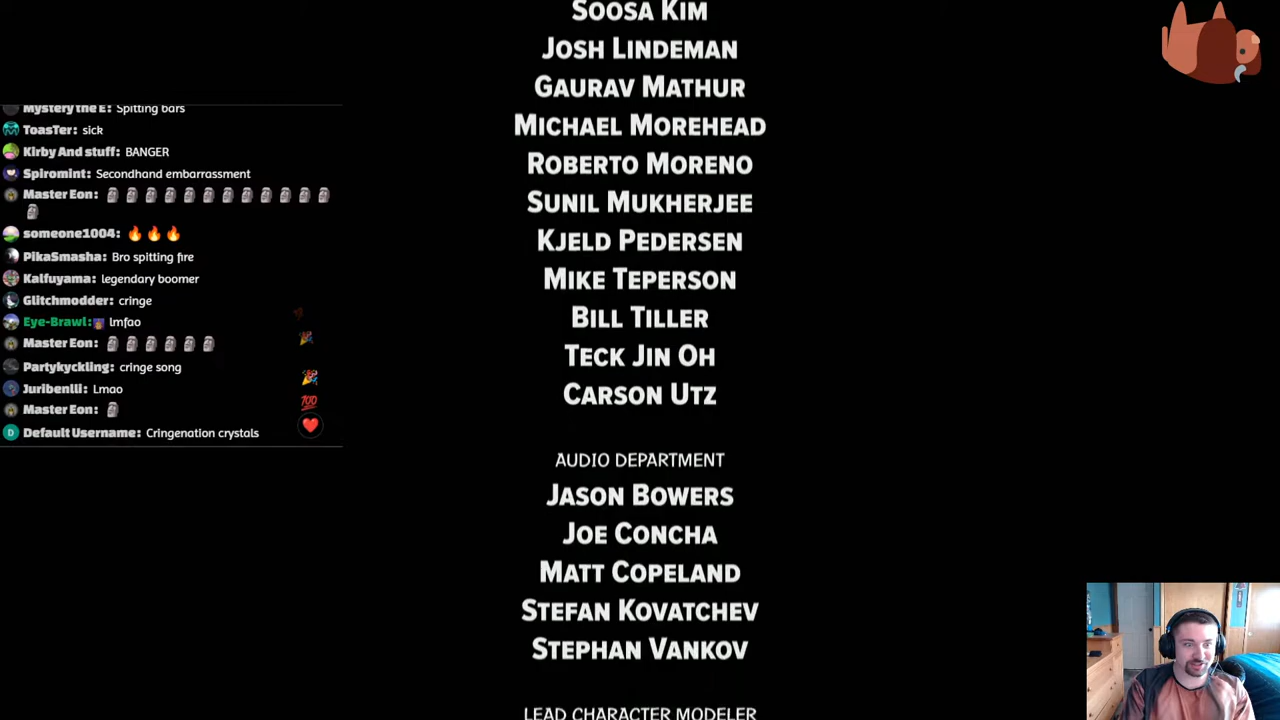 Mystery the E: Spitting bars
ToasTer: sick
Kirby And stuff: BANGER
Spiromint: Secondhand embarrassment
Master Eon: 🗿 🗿 🗿 🗿 🗿 🗿 🗿 🗿 🗿 🗿 🗿 🗿
🗿
someone1004: 🔥 🔥 🔥
PikaSmasha: Bro spitting fire
Kalfuyama: legendary boomer
Glitchmodder: cringe
Eye-Brawl: lmfao
Master Eon: 🗿 🗿 🗿 🗿 🗿 🗿
Partykyckling: cringe song
Juribenlli: Lmao
Master Eon: 🗿
Default Username: Cringenation crystals
D
💯
SOOSA KIM
JOSH LINDEMAN
GAURAV MATHUR
MICHAEL MOREHEAD
ROBERTO MORENO
SUNIL MUKHERJEE
KJELD PEDERSEN
MIKE TEPERSON
BILL TILLER
TECK JIN OH
CARSON UTZ
AUDIO DEPARTMENT
JASON BOWERS
JOE CONCHA
MATT COPELAND
STEFAN KOVATCHEV
STEPHAN VANKOV
LEAD CHARACTER MODELER